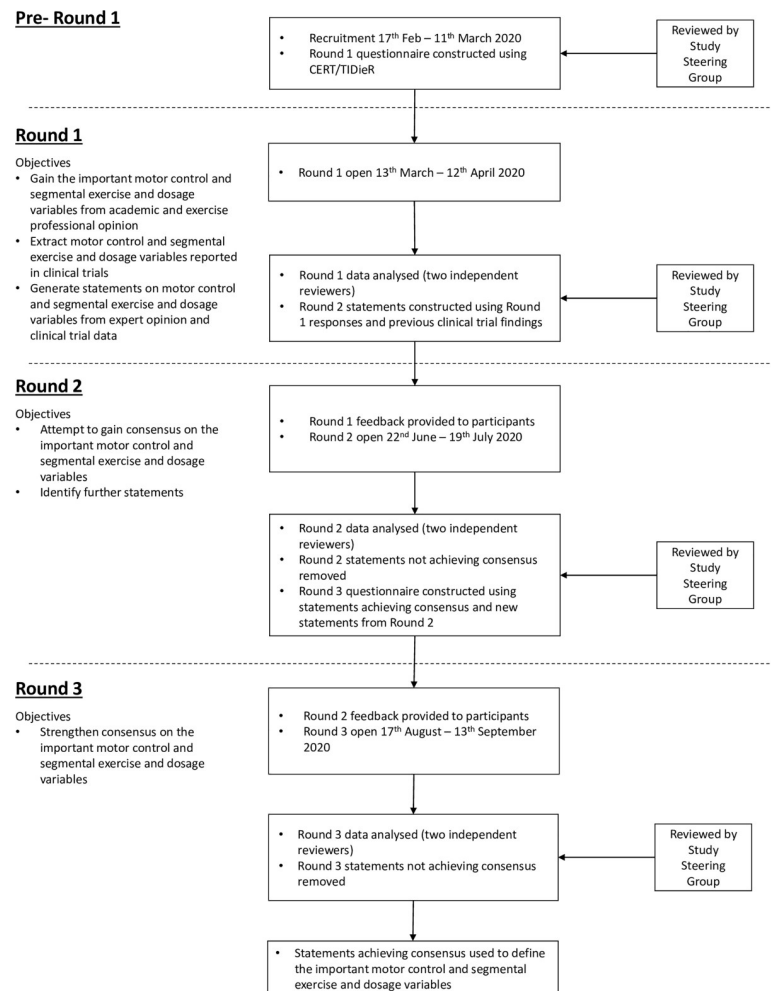 Pre- Round 1
• Recruitment 17th Feb – 11th March 2020
• Round 1 questionnaire constructed using
CERT/TIDieR
Reviewed by
Study
Steering
Group
Round 1
Objectives
• Gain the important motor control and
segmental exercise and dosage
variables from academic and exercise
professional opinion
• Extract motor control and segmental
exercise and dosage variables reported
in clinical trials
• Generate statements on motor control
and segmental exercise and dosage
variables from expert opinion and
clinical trial data
• Round 1 open 13th March – 12th April 2020
• Round 1 data analysed (two independent
reviewers)
• Round 2 statements constructed using Round
1 responses and previous clinical trial findings
Reviewed by
Study
Steering
Group
Round 2
Objectives
• Attempt to gain consensus on the
important motor control and
segmental exercise and dosage
variables
• Identify further statements
• Round 1 feedback provided to participants
• Round 2 open 22nd June – 19th July 2020
• Round 2 data analysed (two independent
reviewers)
• Round 2 statements not achieving consensus
removed
• Round 3 questionnaire constructed using
statements achieving consensus and new
statements from Round 2
Reviewed by
Study
Steering
Group
Round 3
Objectives
• Strengthen consensus on the
important motor control and
segmental exercise and dosage
variables
• Round 2 feedback provided to participants
• Round 3 open 17th August – 13th September
2020
• Round 3 data analysed (two independent
reviewers)
• Round 3 statements not achieving consensus
removed
Reviewed by
Study
Steering
Group
• Statements achieving consensus used to define
the important motor control and segmental
exercise and dosage variables